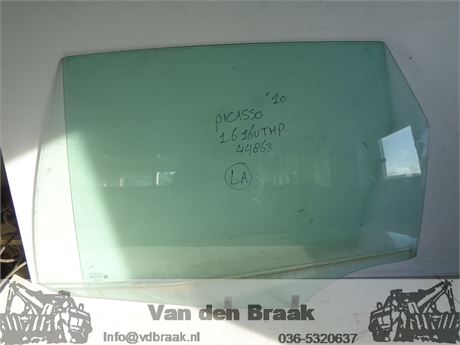 PICASSO '10
1.6 16V THP
44863
LA
Van den Braak
Info@vdbraak.nl
036-5320637